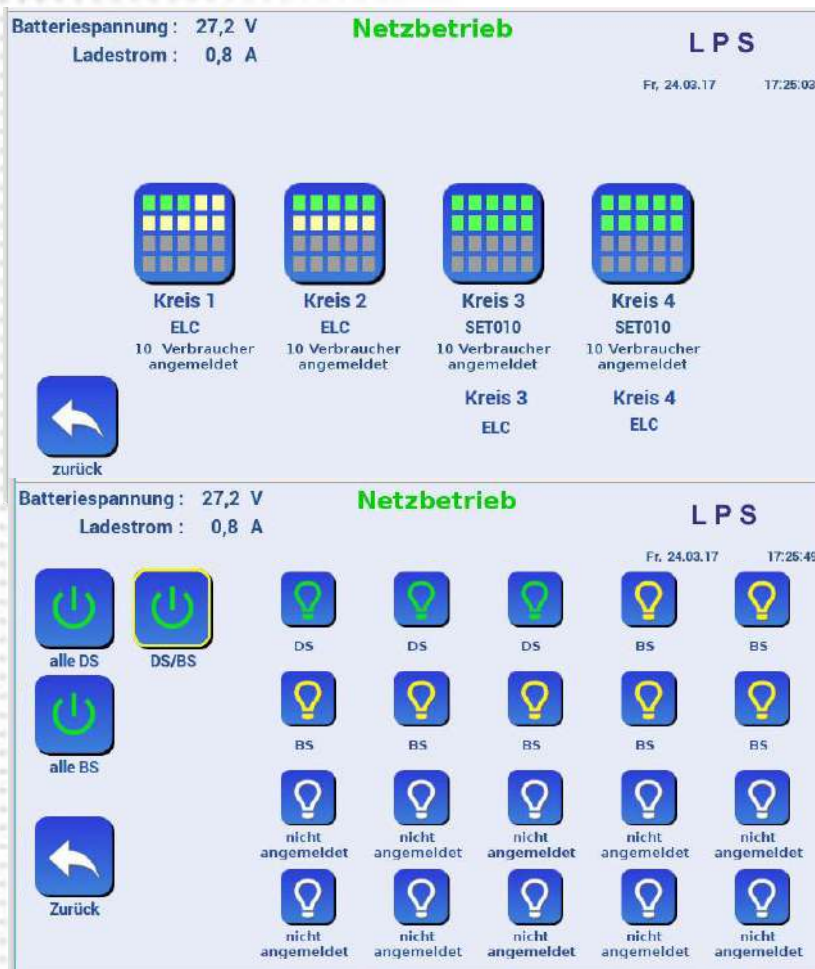 Batteriespannung : 27,2 V
Ladestrom : 0,8 A
Netzbetrieb
LPS
Fr, 24.03.17 17:25:03
Kreis 1 Kreis 2 Kreis 3 Kreis 4
ELC ELC SET010 SET010
10 Verbraucher 10 Verbraucher 10 Verbraucher 10 Verbraucher
angemeldet angemeldet angemeldet angemeldet
Kreis 3 Kreis 4
ELC ELC
zurück
Batteriespannung : 27,2 V
Ladestrom : 0,8 A
Netzbetrieb
LPS
Fr, 24.03.17 17:25:49
DS DS DS BS BS
alle DS DS/BS
BS BS BS BS BS
alle BS
nicht nicht nicht nicht nicht
angemeldet angemeldet angemeldet angemeldet angemeldet
Zurück
nicht nicht nicht nicht nicht
angemeldet angemeldet angemeldet angemeldet angemeldet